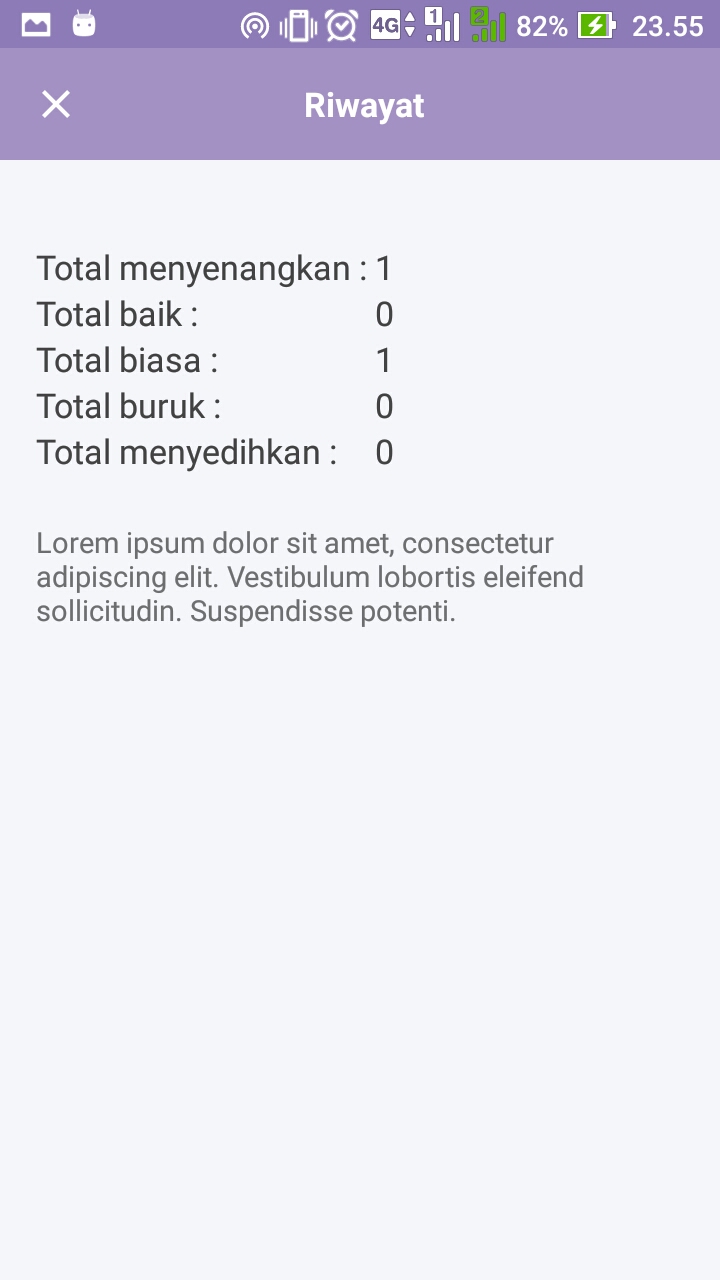 4G 1 2 82% 23.55
Riwayat
Total menyenangkan : 1
Total baik : 0
Total biasa : 1
Total buruk : 0
Total menyedihkan : 0
Lorem ipsum dolor sit amet, consectetur
adipiscing elit. Vestibulum lobortis eleifend
sollicitudin. Suspendisse potenti.